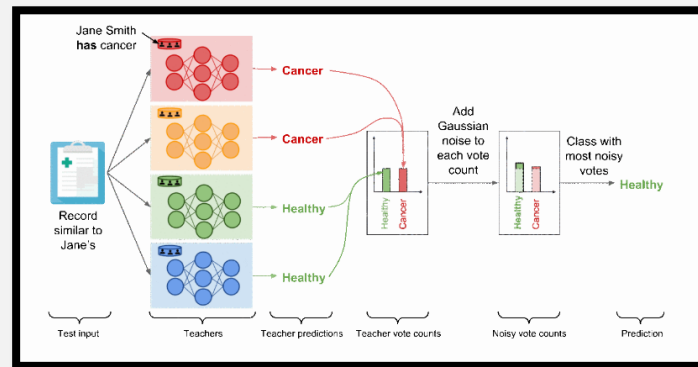 Jane Smith
has cancer
Cancer
Cancer
Healthy
Healthy
Record
similar to
Jane's
Healthy
Cancer
Add
Gaussian
noise to
each vote
count
Healthy
Cancer
Class with
most noisy
votes
Healthy
Test input
Teachers
Teacher predictions
Teacher vote counts
Noisy vote counts
Prediction